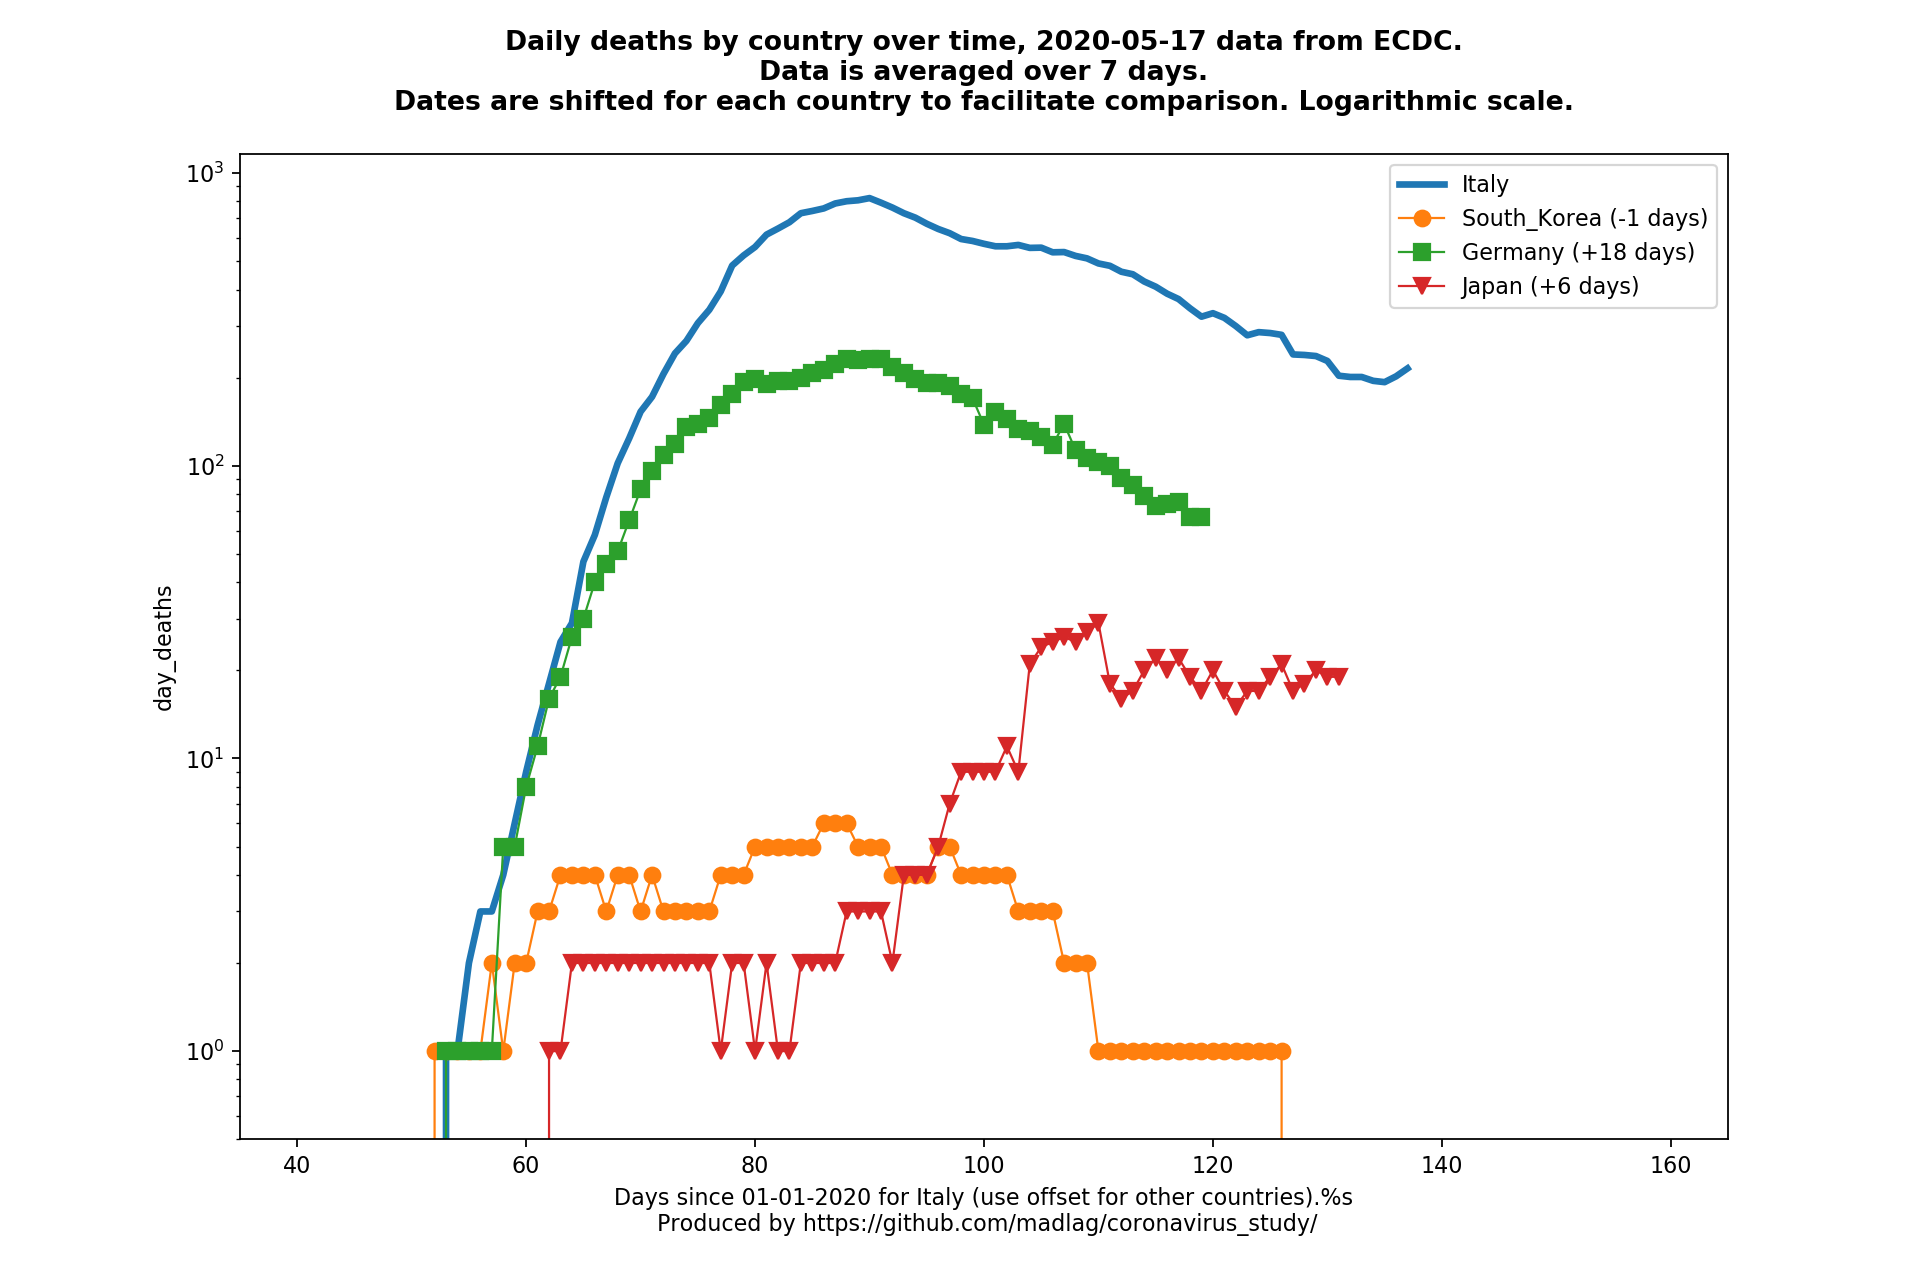 Daily deaths by country over time, 2020-05-17 data from ECDC.
Data is averaged over 7 days.
Dates are shifted for each country to facilitate comparison. Logarithmic scale.
Italy
South_Korea (-1 days)
Germany (+18 days)
Japan (+6 days)
day_deaths
10³
10²
10¹
10⁰
40 60 80 100 120 140 160
Days since 01-01-2020 for Italy (use offset for other countries).%s
Produced by https://github.com/madlag/coronavirus_study/